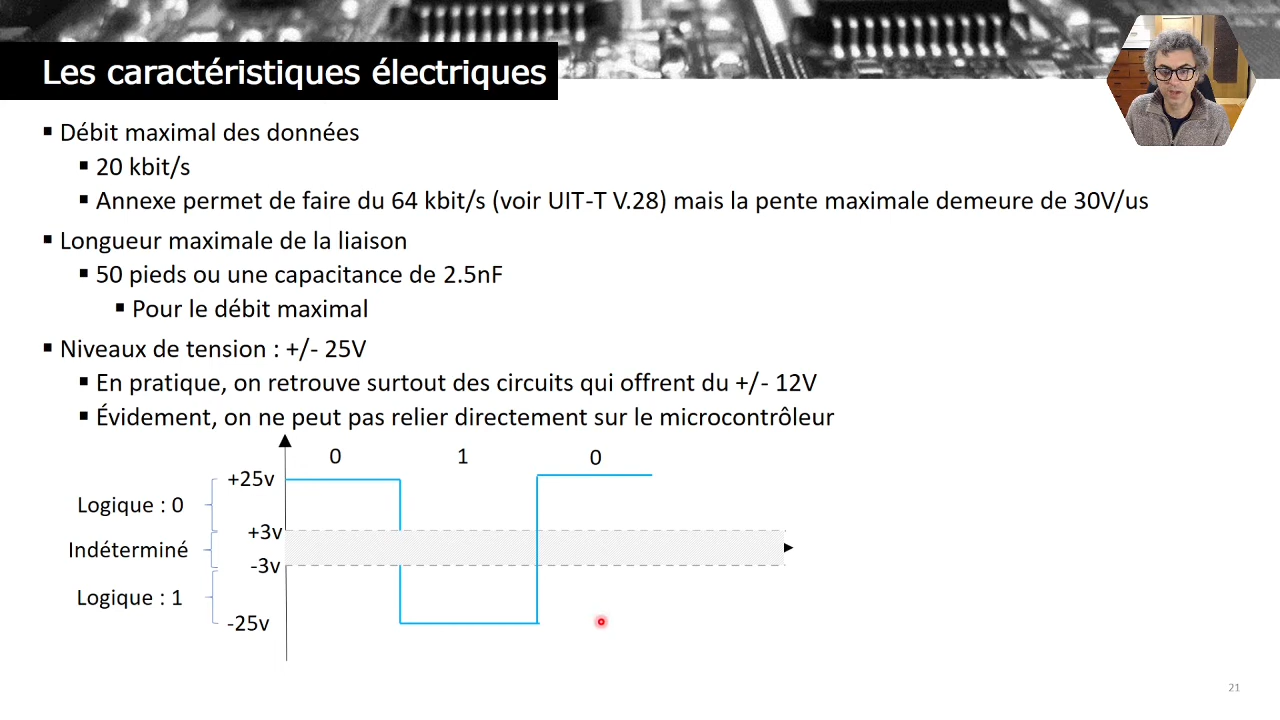 Les caractéristiques électriques
Débit maximal des données
20 kbit/s
Annexe permet de faire du 64 kbit/s (voir UIT-T V.28) mais la pente maximale demeure de 30V/us
Longueur maximale de la liaison
50 pieds ou une capacitance de 2.5nF
Pour le débit maximal
Niveaux de tension : +/- 25V
En pratique, on retrouve surtout des circuits qui offrent du +/- 12V
Évidement, on ne peut pas relier directement sur le microcontrôleur
0 1 0
+25v
Logique : 0
+3v
Indéterminé
-3v
Logique : 1
-25v
21